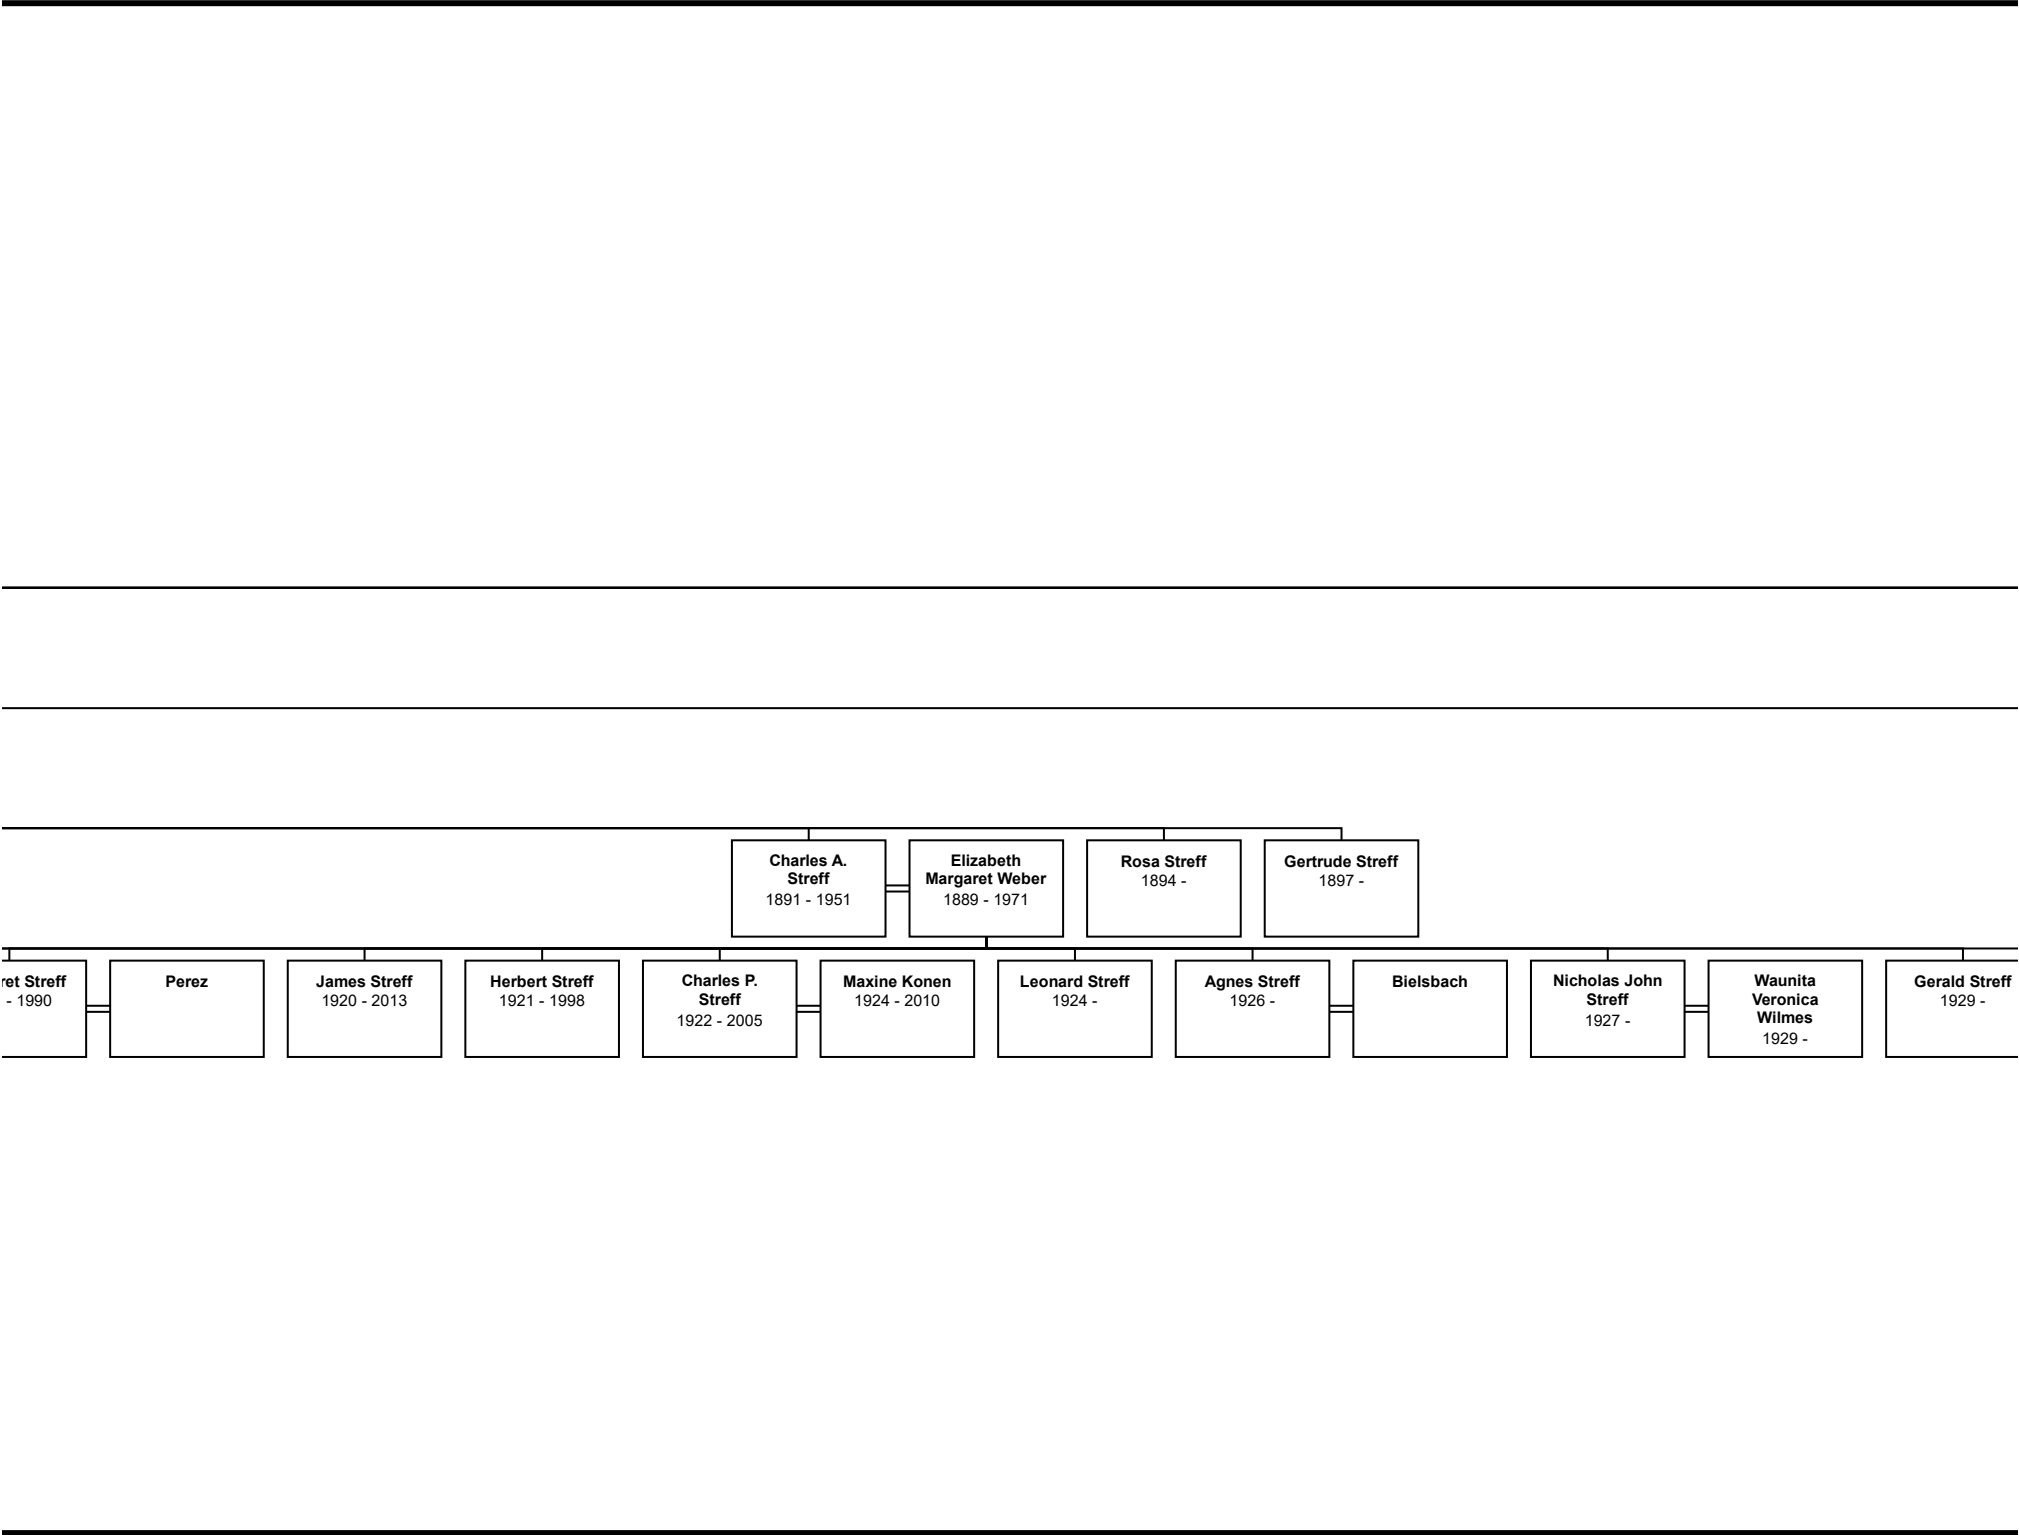 Charles A.
Streff
1891 - 1951
Elizabeth
Margaret Weber
1889 - 1971
Rosa Streff
1894 -
Gertrude Streff
1897 -
ret Streff
- 1990
Perez
James Streff
1920 - 2013
Herbert Streff
1921 - 1998
Charles P.
Streff
1922 - 2005
Maxine Konen
1924 - 2010
Leonard Streff
1924 -
Agnes Streff
1926 -
Bielsbach
Nicholas John
Streff
1927 -
Waunita
Veronica
Wilmes
1929 -
Gerald Streff
1929 -